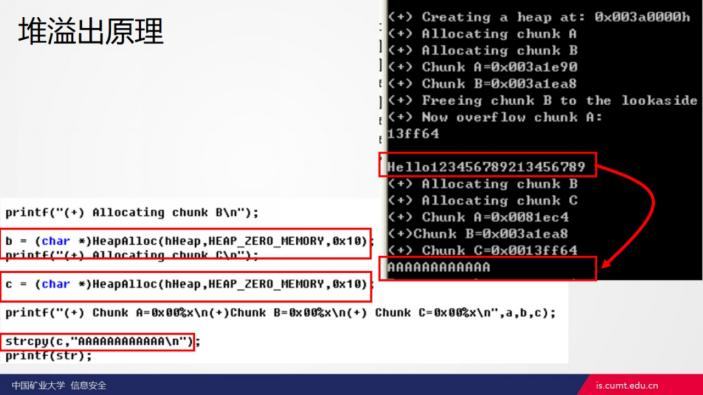 堆溢出原理
(+) Creating a heap at: 0x003a0000h
(+) Allocating chunk A
(+) Allocating chunk B
(+) Chunk A=0x003a1e90
(+) Chunk B=0x003a1ea8
(+) Freeing chunk B to the lookaside
(+) Now overflow chunk A:
13ff64
Hello123456789213456789
(+) Allocating chunk B
(+) Allocating chunk C
(+) Chunk A=0x0081ec4
(+)Chunk B=0x003a1ea8
(+) Chunk C=0x0013ff64
AAAAAAAAAAAA
printf("(+) Allocating chunk B\n");
b = (char *)HeapAlloc(hHeap,HEAP_ZERO_MEMORY,0x10);
printf("(+) Allocating chunk C\n");
c = (char *)HeapAlloc(hHeap,HEAP_ZERO_MEMORY,0x10);
printf("(+) Chunk A=0x00%x\n(+)Chunk B=0x00%x\n(+) Chunk C=0x00%x\n",a,b,c);
strcpy(c,"AAAAAAAAAAAA\n");
printf(str);
中国矿业大学 信息安全
is.cumt.edu.cn